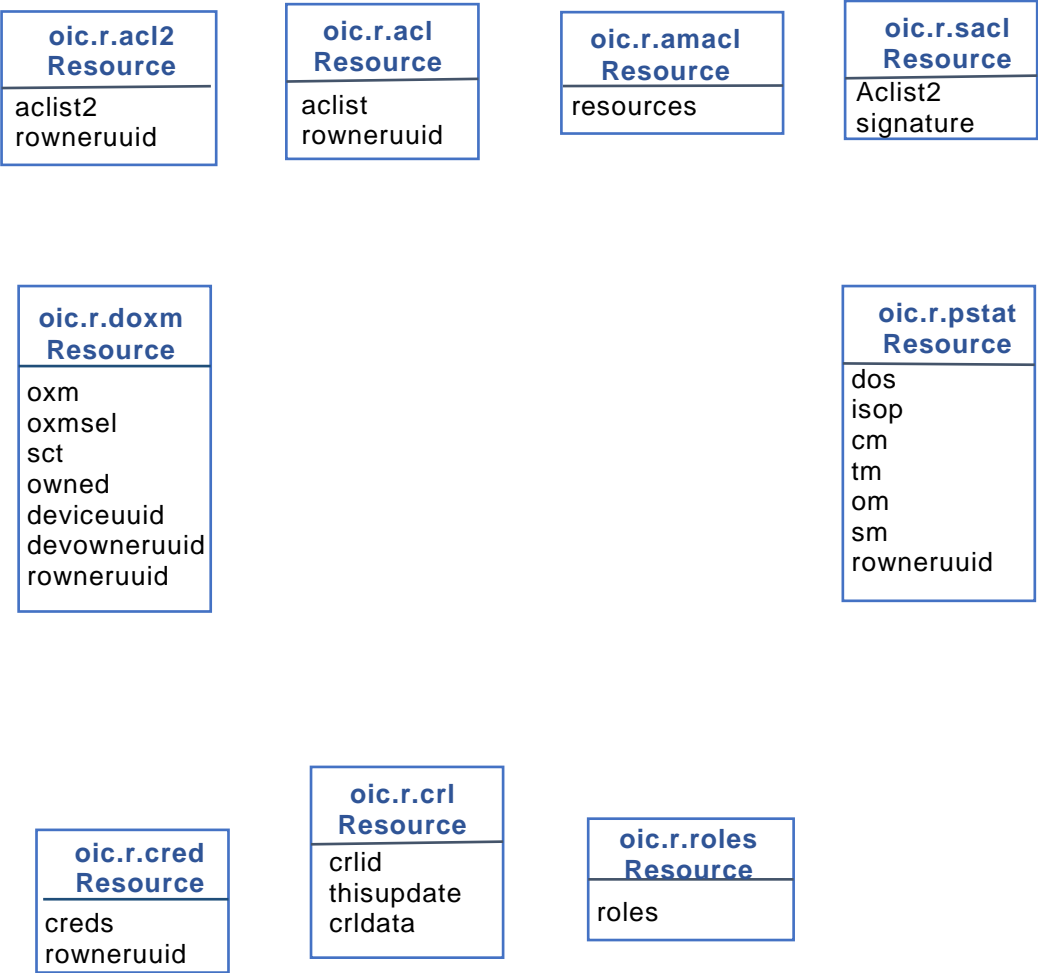 oic.r.acl2
Resource
aclist2
rowneruuid
oic.r.acl
Resource
aclist
rowneruuid
oic.r.amacl
Resource
resources
oic.r.sacl
Resource
Aclist2
signature
oic.r.doxm
Resource
oxm
oxmsel
sct
owned
deviceuuid
devowneruuid
rowneruuid
oic.r.pstat
Resource
dos
isop
cm
tm
om
sm
rowneruuid
oic.r.cred
Resource
creds
rowneruuid
oic.r.crl
Resource
crlid
thisupdate
crldata
oic.r.roles
Resource
roles